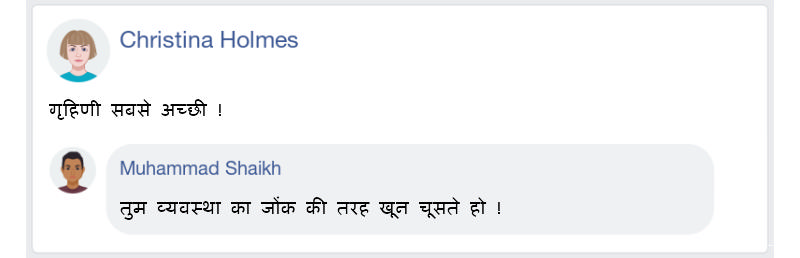 Christina Holmes
गृहिणी सबसे अच्छी !
Muhammad Shaikh
तुम व्यवस्था का जोंक की तरह खून चूसते हो !